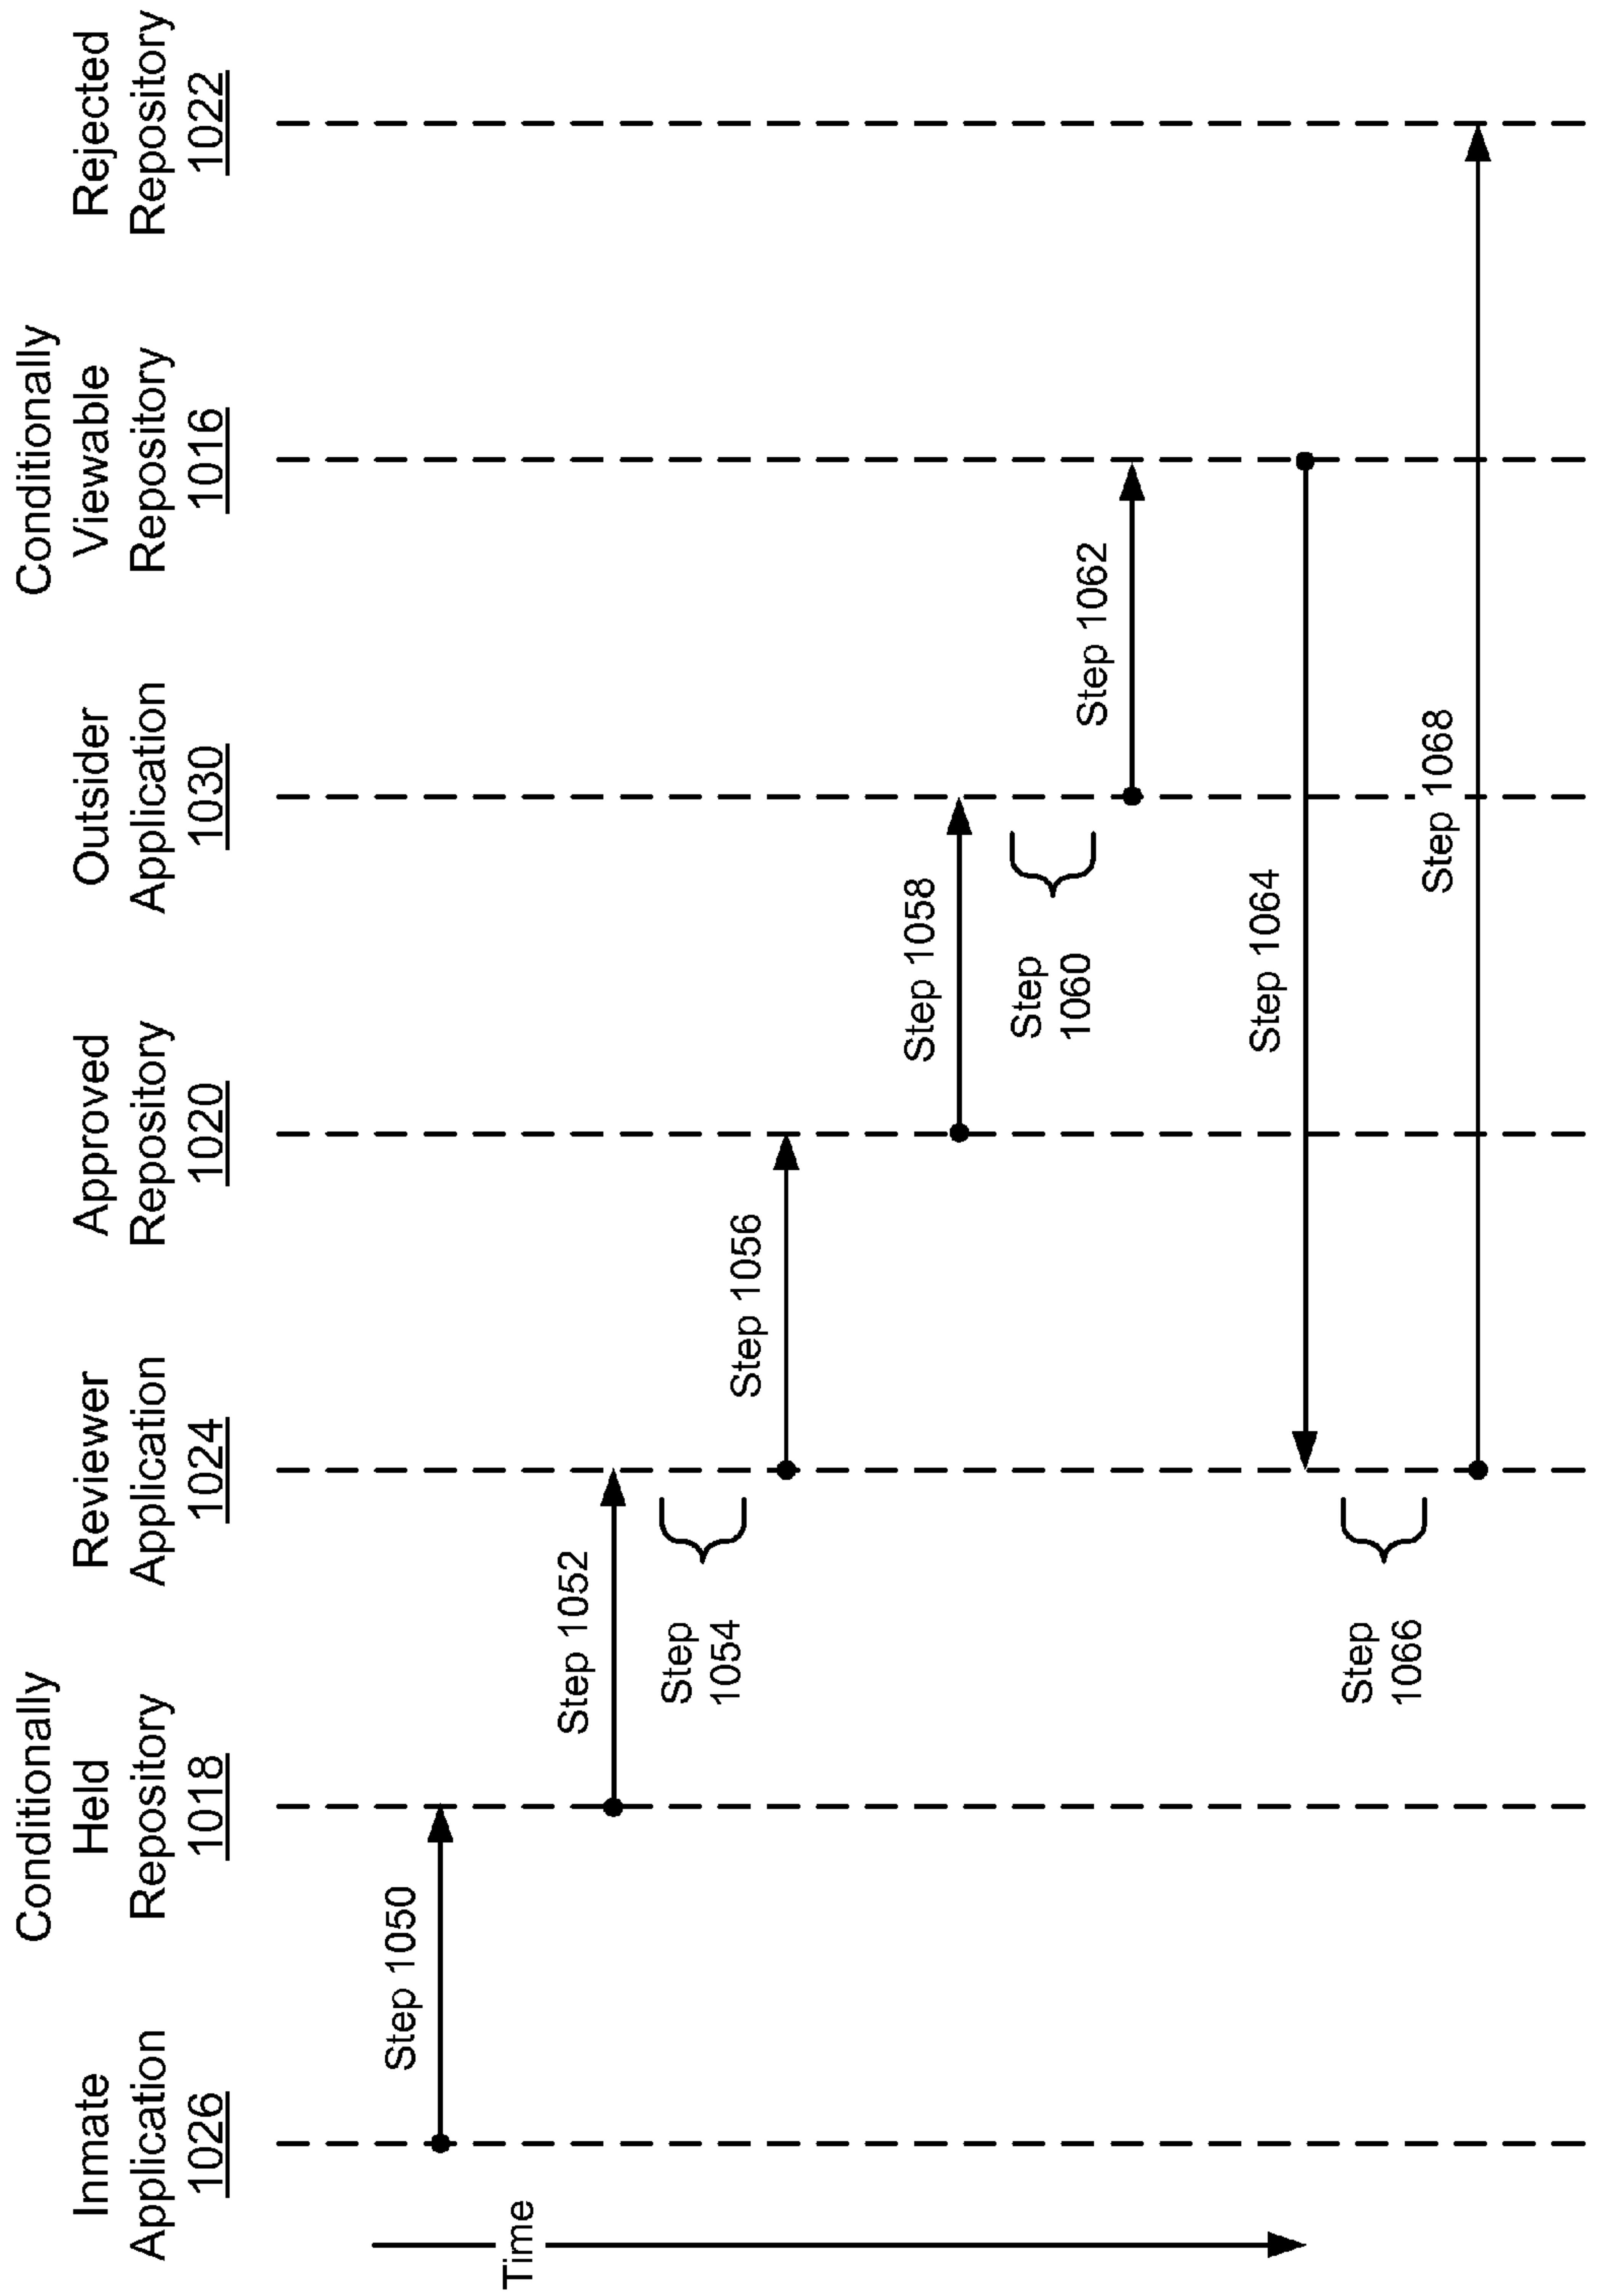 Inmate
Application
1026
Conditionally
Held
Repository
1018
Reviewer
Application
1024
Approved
Repository
1020
Outsider
Application
1030
Conditionally
Viewable
Repository
1016
Rejected
Repository
1022
Time
Step 1050
Step 1052
Step
1054
Step 1056
Step 1058
Step
1060
Step 1062
Step 1064
Step
1066
Step 1068